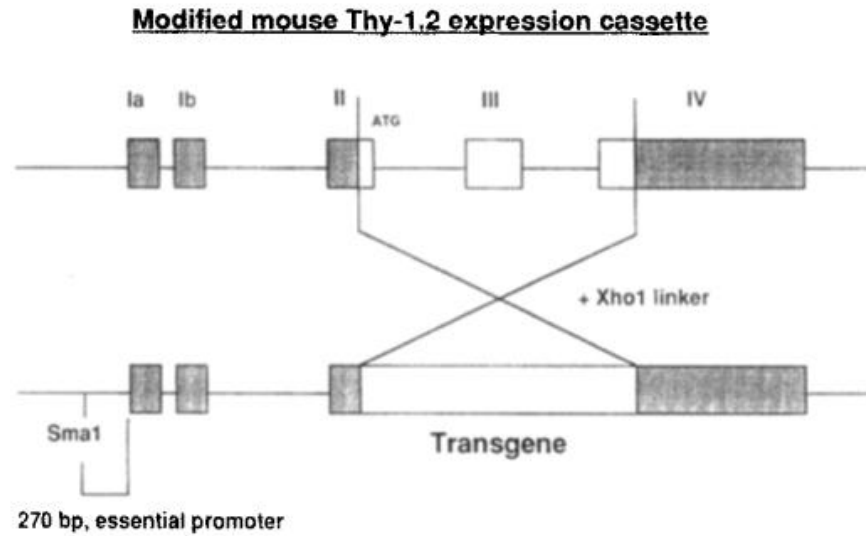 Modified mouse Thy-1,2 expression cassette
Ia Ib II III IV
ATG
+ Xho1 linker
Sma1
Transgene
270 bp, essential promoter